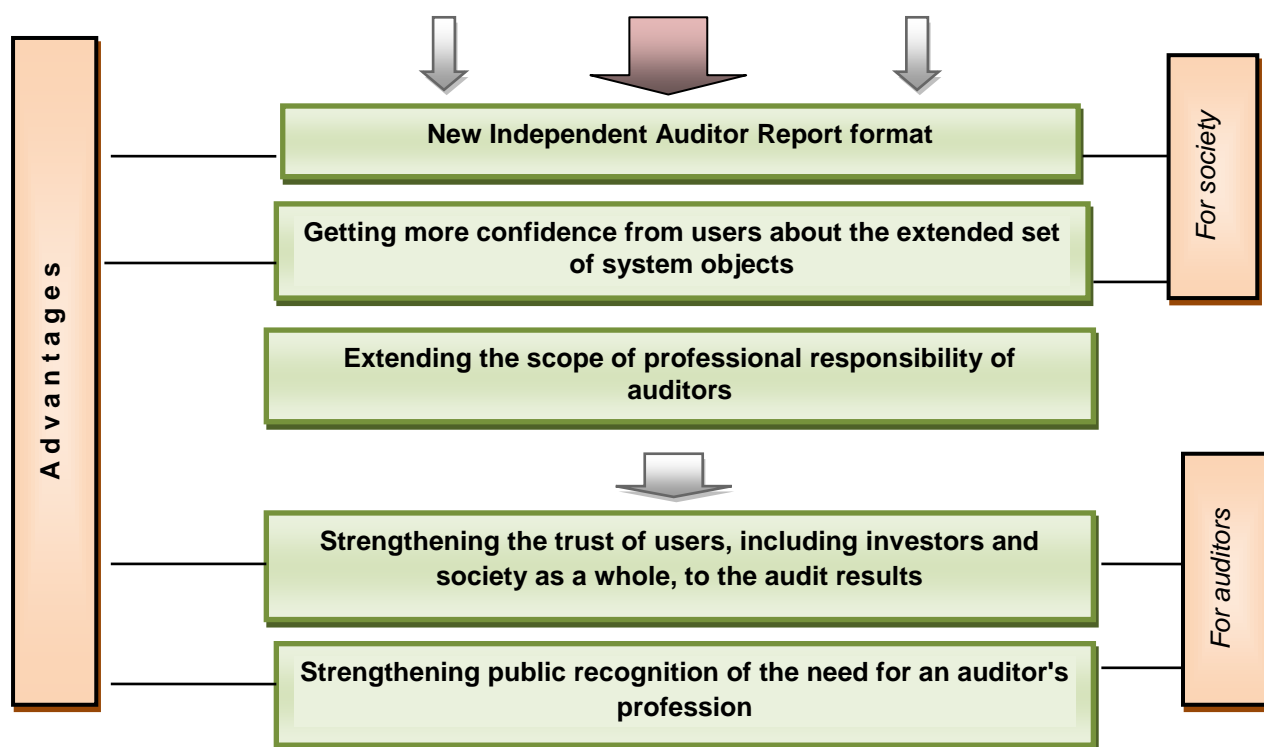 Advantages
New Independent Auditor Report format
Getting more confidence from users about the extended set
of system objects
For society
Extending the scope of professional responsibility of
auditors
Strengthening the trust of users, including investors and
society as a whole, to the audit results
For auditors
Strengthening public recognition of the need for an auditor's
profession